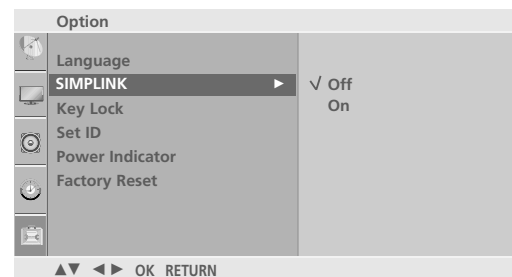 Option
Language
SIMPLINK ►
Key Lock
Set ID
Power Indicator
Factory Reset
√ Off
On
▲▼ ◄► OK RETURN